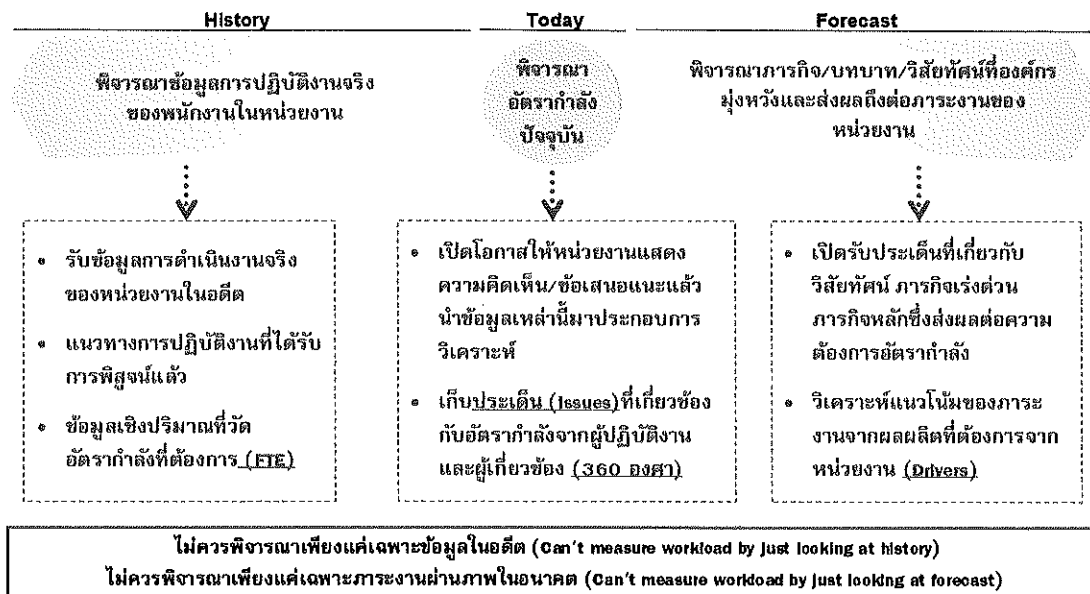 History
Today
Forecast
พิจารณาข้อมูลการปฏิบัติงานจริง
ของพนักงานในหน่วยงาน
พิจารณา
อัตรากำลัง
ปัจจุบัน
พิจารณาภารกิจ/บทบาท/วิสัยทัศน์ที่องค์กร
มุ่งหวังและส่งผลถึงต่อภาระงานของ
หน่วยงาน
• รับข้อมูลการดำเนินงานจริง
ของหน่วยงานในอดีต
• แนวทางการปฏิบัติงานที่ได้รับ
การพิสูจน์แล้ว
• ข้อมูลเชิงปริมาณที่วัด
อัตรากำลังที่ต้องการ (FTE)
• เปิดโอกาสให้หน่วยงานแสดง
ความคิดเห็น/ข้อเสนอแนะแล้ว
นำข้อมูลเหล่านี้มาประกอบการ
วิเคราะห์
• เก็บประเด็น (Issues)ที่เกี่ยวข้อง
กับอัตรากำลังจากผู้ปฏิบัติงาน
และผู้เกี่ยวข้อง (360 องศา)
• เปิดรับประเด็นที่เกี่ยวกับ
วิสัยทัศน์ ภารกิจเร่งด่วน
ภารกิจหลักซึ่งส่งผลต่อความ
ต้องการอัตรากำลัง
• วิเคราะห์แนวโน้มของภาระ
งานจากผลผลิตที่ต้องการจาก
หน่วยงาน (Drivers)
ไม่ควรพิจารณาเพียงแค่เฉพาะข้อมูลในอดีต (Can't measure workload by just looking at history)
ไม่ควรพิจารณาเพียงแค่เฉพาะภาระงานผ่านภาพในอนาคต (Can't measure workload by just looking at forecast)